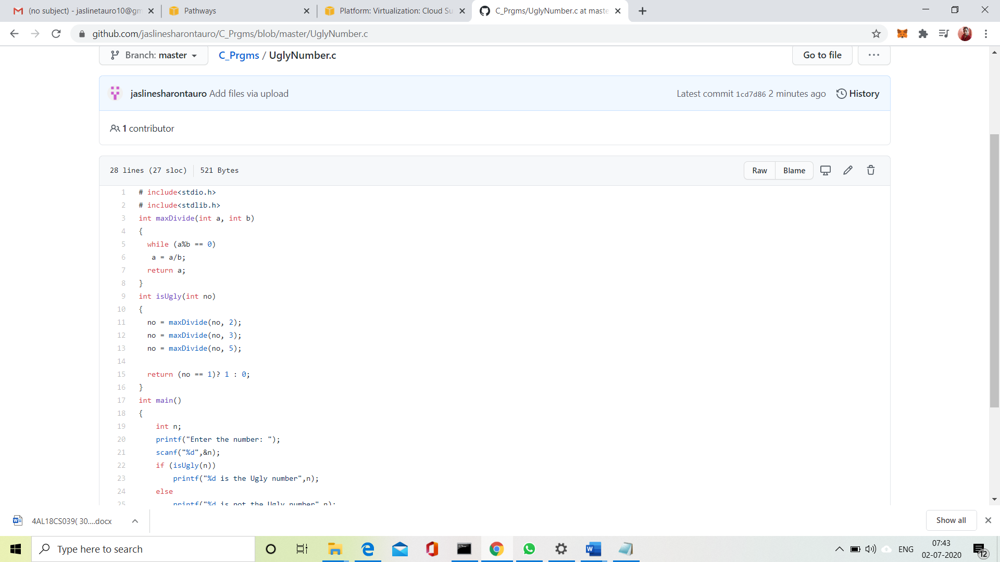 (no subject) - jaslinetauro10@gm
Pathways
Platform: Virtualization: Cloud Su
C_Prgms/UglyNumber.c at maste
github.com/jaslinesharontauro/C_Prgms/blob/master/UglyNumber.c
Branch: master
C_Prgms / UglyNumber.c
Go to file
jaslinesharontauro Add files via upload
Latest commit 1cd7d86 2 minutes ago
History
1 contributor
28 lines (27 sloc)
521 Bytes
Raw
Blame
1 # include<stdio.h>
2 # include<stdlib.h>
3 int maxDivide(int a, int b)
4 {
5 while (a%b == 0)
6 a = a/b;
7 return a;
8 }
9 int isUgly(int no)
10 {
11 no = maxDivide(no, 2);
12 no = maxDivide(no, 3);
13 no = maxDivide(no, 5);
14
15 return (no == 1)? 1 : 0;
16 }
17 int main()
18 {
19 int n;
20 printf("Enter the number: ");
21 scanf("%d",&n);
22 if (isUgly(n))
23 printf("%d is the Ugly number",n);
24 else
25 printf("%d is not the Ugly number",n);
4AL18CS039( 30....docx
Show all
Type here to search
ENG
07:43
02-07-2020
12